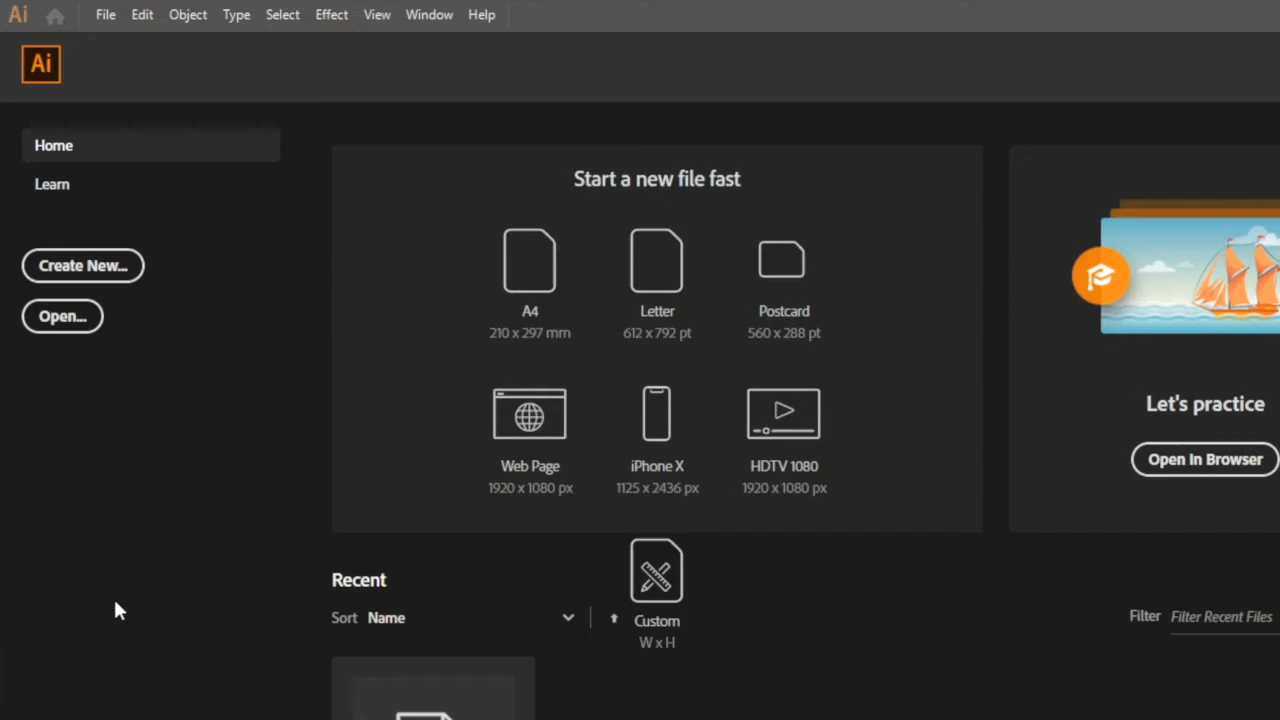 Ai File Edit Object Type Select Effect View Window Help
Ai
Home
Learn
Create New...
Open...
Start a new file fast
A4 Letter Postcard
210 x 297 mm 612 x 792 pt 560 x 288 pt
Web Page iPhone X HDTV 1080
1920 x 1080 px 1125 x 2436 px 1920 x 1080 px
Let's practice
Open In Browser
Recent
Sort Name
Custom
W x H
Filter Filter Recent Files